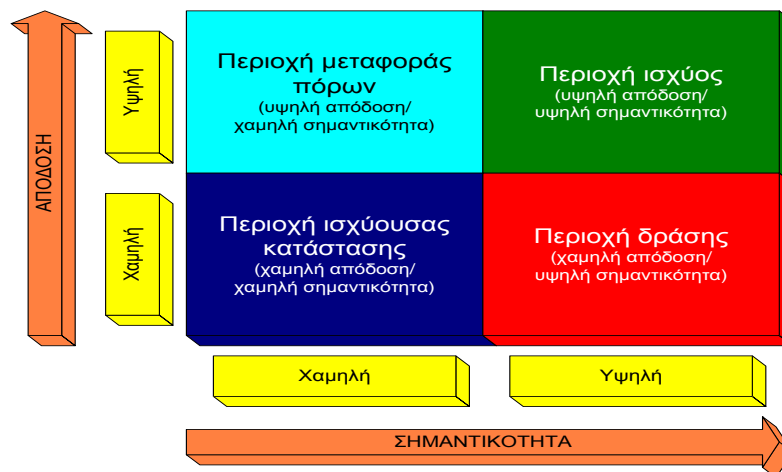 ΑΠΟΔΟΣΗ
Υψηλή
Χαμηλή
Περιοχή μεταφοράς
πόρων
(υψηλή απόδοση/
χαμηλή σημαντικότητα)
Περιοχή ισχύος
(υψηλή απόδοση/
υψηλή σημαντικότητα)
Περιοχή ισχύουσας
κατάστασης
(χαμηλή απόδοση/
χαμηλή σημαντικότητα)
Περιοχή δράσης
(χαμηλή απόδοση/
υψηλή σημαντικότητα)
Χαμηλή
Υψηλή
ΣΗΜΑΝΤΙΚΟΤΗΤΑ